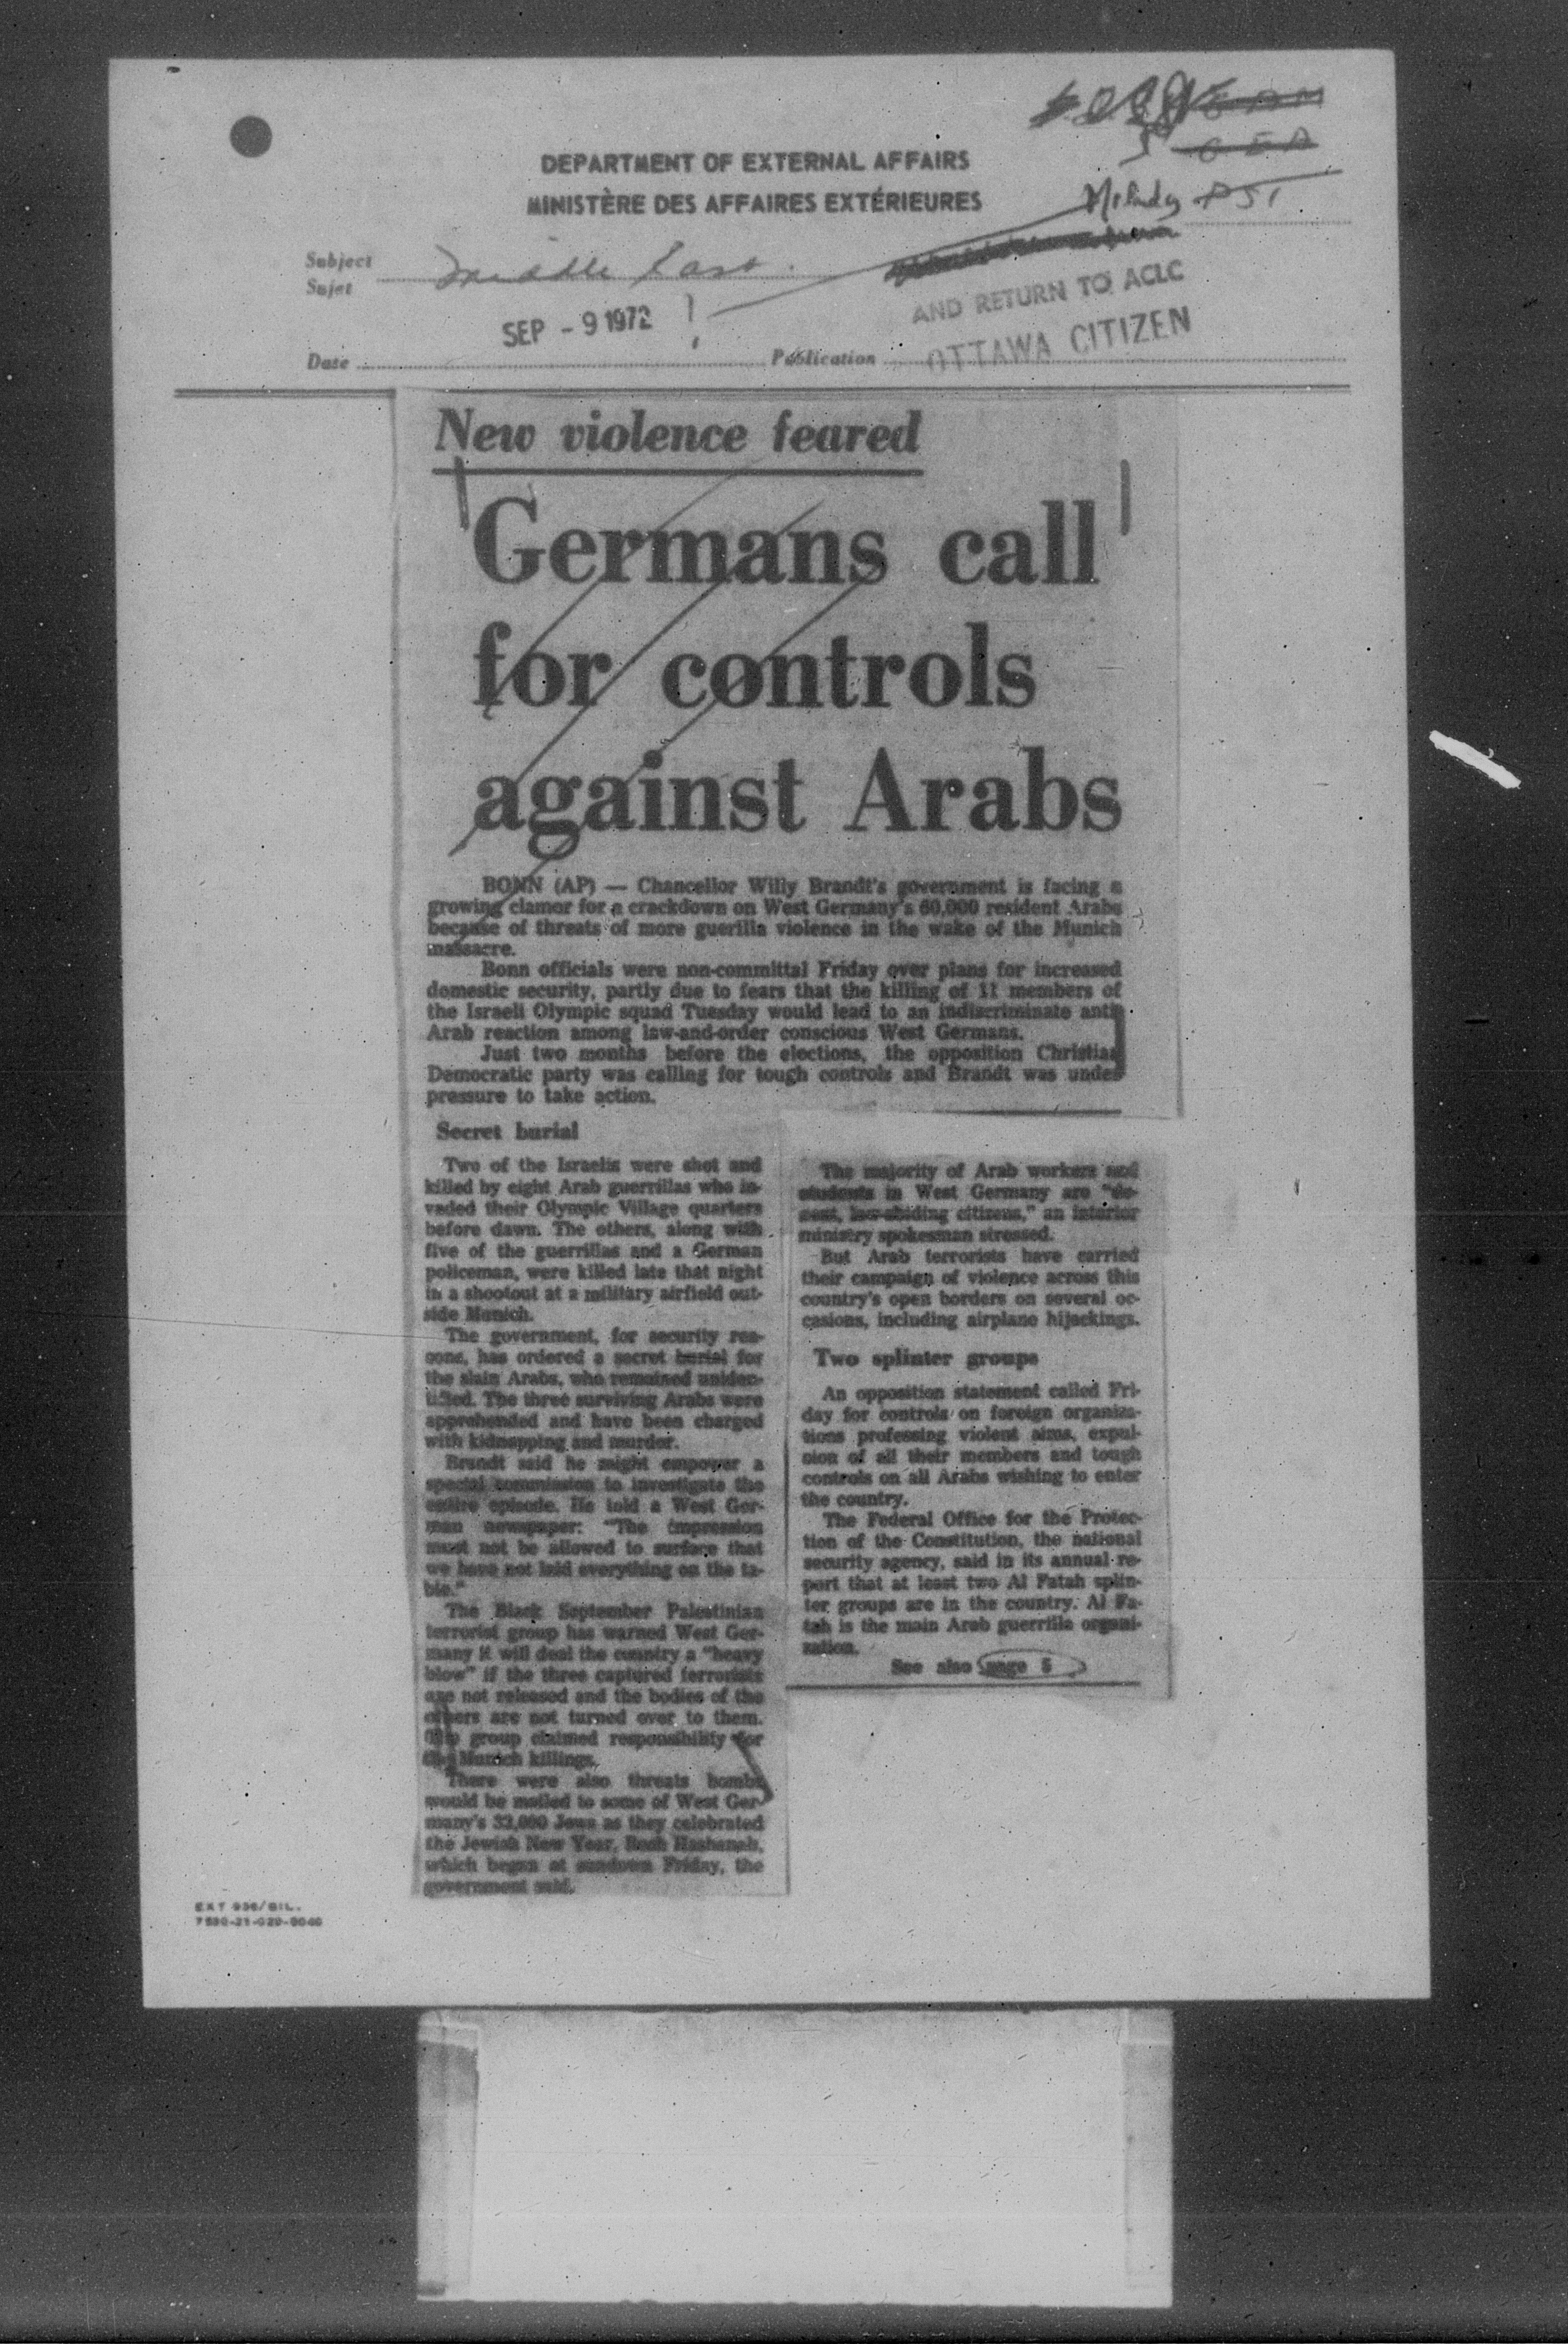 DEPARTMENT OF EXTERNAL AFFAIRS
MINISTÈRE DES AFFAIRES EXTÉRIEURES
PSI
Subject
Sujet
Middle East.
AND RETURN TO ACLC
SEP - 9 1972
OTTAWA CITIZEN
Date
Publication
New violence feared
Germans call
for controls
against Arabs
BONN (AP) — Chancellor Willy Brandt's government is facing a
growing clamor for a crackdown on West Germany's 60,000 resident Arabs
because of threats of more guerilla violence in the wake of the Munich
massacre.
Bonn officials were non-committal Friday over plans for increased
domestic security, partly due to fears that the killing of 11 members of
the Israeli Olympic squad Tuesday would lead to an indiscriminate anti-
Arab reaction among law-and-order conscious West Germans.
Just two months before the elections, the opposition Christian
Democratic party was calling for tough controls and Brandt was under
pressure to take action.
Secret burial
Two of the Israelis were shot and
killed by eight Arab guerrillas who in-
vaded their Olympic Village quarters
before dawn. The others, along with
five of the guerrillas and a German
policeman, were killed late that night
in a shootout at a military airfield out-
side Munich.
The government, for security rea-
sons, has ordered a secret burial for
the slain Arabs, who remained uniden-
tified. The three surviving Arabs were
apprehended and have been charged
with kidnapping and murder.
Brandt said he might empower a
special commission to investigate the
entire episode. He told a West Ger-
man newspaper: "The impression
must not be allowed to surface that
we have not laid everything on the ta-
ble."
The Black September Palestinian
terrorist group has warned West Ger-
many it will deal the country a "heavy
blow" if the three captured terrorists
are not released and the bodies of the
others are not turned over to them.
The group claimed responsibility for
the Munich killings.
There were also threats bombs
would be mailed to some of West Ger-
many's 32,000 Jews as they celebrated
the Jewish New Year, Rosh Hashanah,
which began at sundown Friday, the
government said.
The majority of Arab workers and
students in West Germany are "de-
cent, law-abiding citizens," an interior
ministry spokesman stressed.
But Arab terrorists have carried
their campaign of violence across this
country's open borders on several oc-
casions, including airplane hijackings.
Two splinter groups
An opposition statement called Fri-
day for controls on foreign organiza-
tions professing violent aims, expul-
sion of all their members and tough
controls on all Arabs wishing to enter
the country.
The Federal Office for the Protec-
tion of the Constitution, the national
security agency, said in its annual re-
port that at least two Al Fatah splin-
ter groups are in the country. Al Fa-
tah is the main Arab guerrilla organi-
zation.
See also page 5
EXT 936/BIL.
7530-21-029-0040